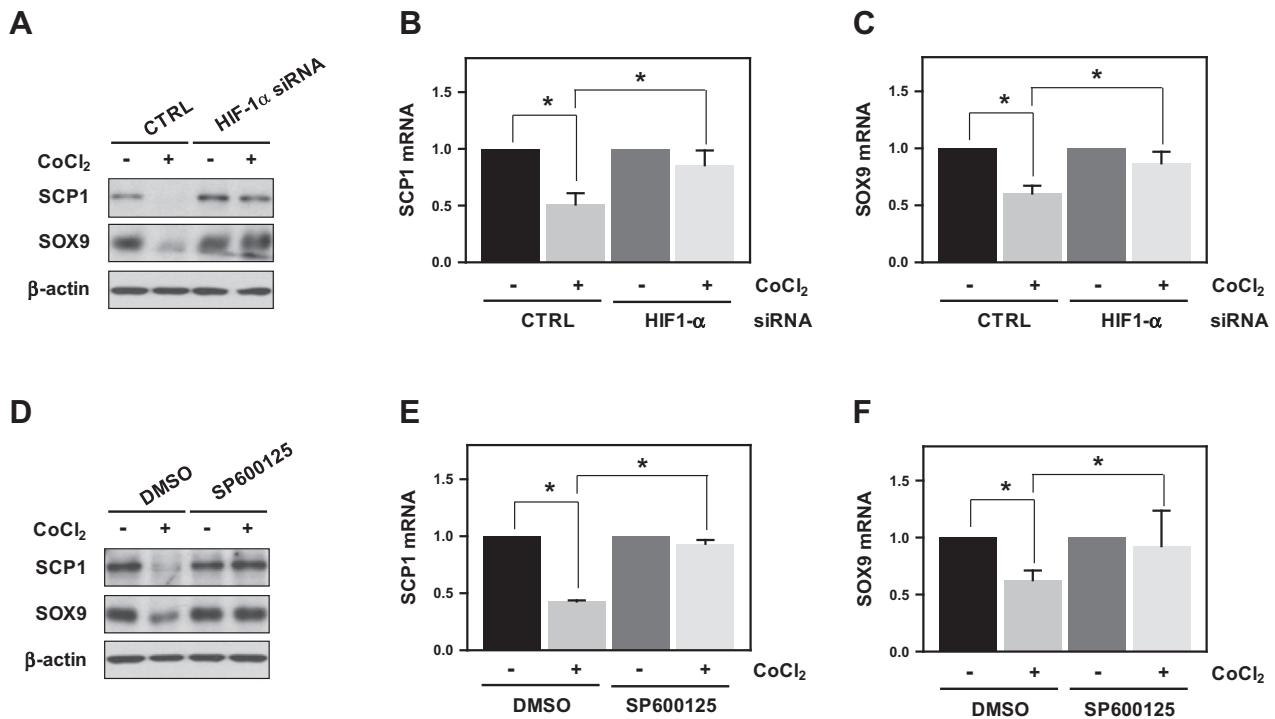 A
CTRL HIF-1α siRNA
CoCl₂ - + - +
SCP1
SOX9
β-actin
B
SCP1 mRNA
1.5
1.0
0.5
0.0
* *
- + - + CoCl₂
CTRL HIF1-α siRNA
C
SOX9 mRNA
1.5
1.0
0.5
0.0
* *
- + - + CoCl₂
CTRL HIF1-α siRNA
D
DMSO SP600125
CoCl₂ - + - +
SCP1
SOX9
β-actin
E
SCP1 mRNA
1.5
1.0
0.5
0.0
* *
- + - + CoCl₂
DMSO SP600125
F
SOX9 mRNA
1.5
1.0
0.5
0.0
* *
- + - + CoCl₂
DMSO SP600125